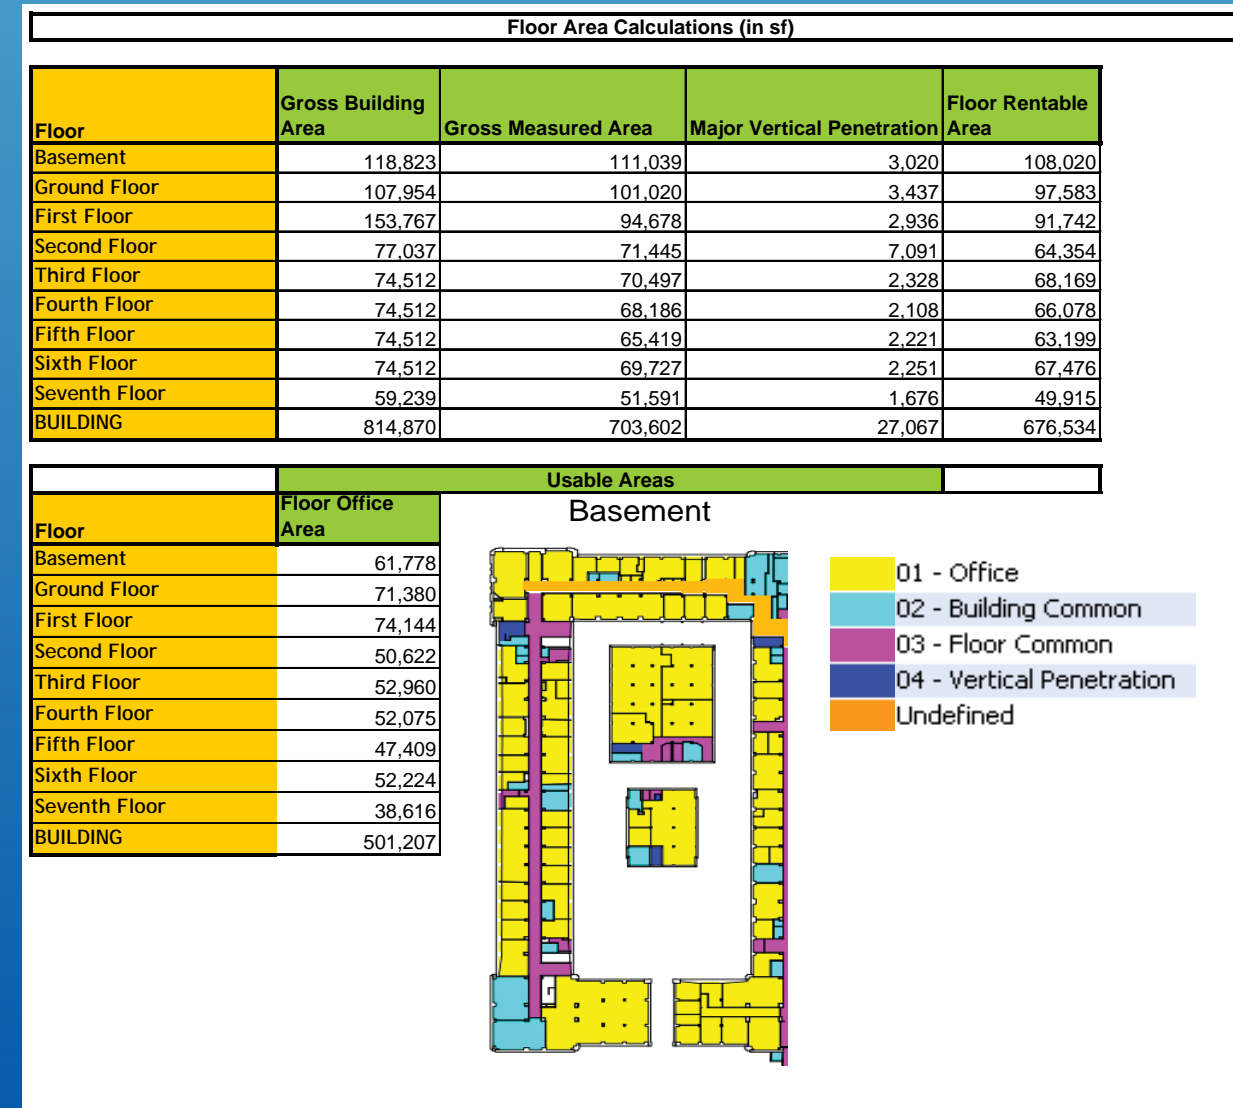 Floor Area Calculations (in sf)
Floor Gross Building Area Gross Measured Area Major Vertical Penetration Floor Rentable Area
Basement 118,823 111,039 3,020 108,020
Ground Floor 107,954 101,020 3,437 97,583
First Floor 153,767 94,678 2,936 91,742
Second Floor 77,037 71,445 7,091 64,354
Third Floor 74,512 70,497 2,328 68,169
Fourth Floor 74,512 68,186 2,108 66,078
Fifth Floor 74,512 65,419 2,221 63,199
Sixth Floor 74,512 69,727 2,251 67,476
Seventh Floor 59,239 51,591 1,676 49,915
BUILDING 814,870 703,602 27,067 676,534
Usable Areas
Floor Floor Office Area
Basement 61,778
Ground Floor 71,380
First Floor 74,144
Second Floor 50,622
Third Floor 52,960
Fourth Floor 52,075
Fifth Floor 47,409
Sixth Floor 52,224
Seventh Floor 38,616
BUILDING 501,207
Basement
01 - Office
02 - Building Common
03 - Floor Common
04 - Vertical Penetration
Undefined